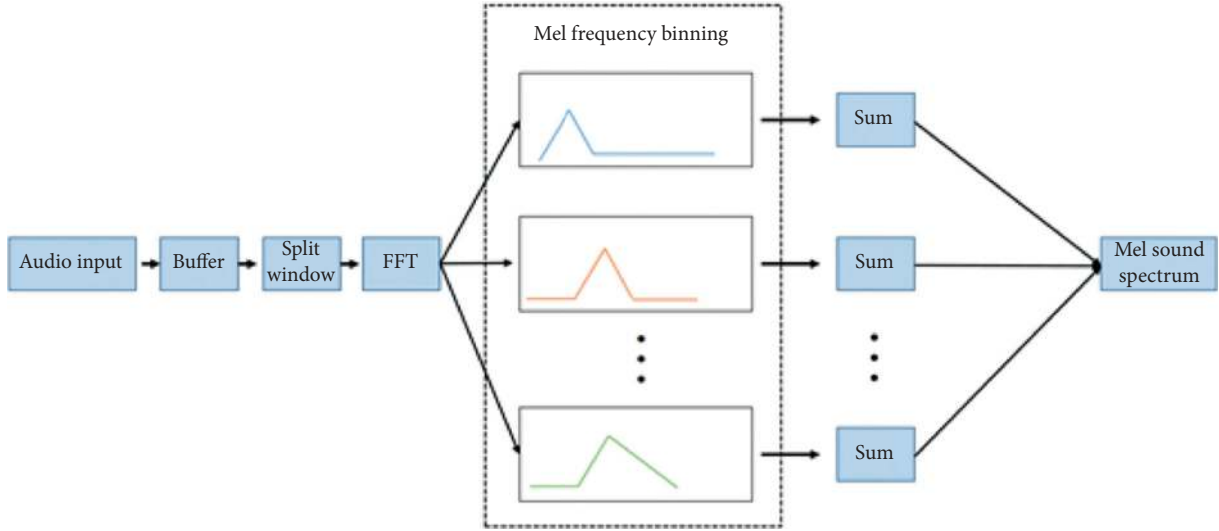 Mel frequency binning
Audio input
Buffer
Split
window
FFT
Sum
Sum
Sum
Mel sound
spectrum